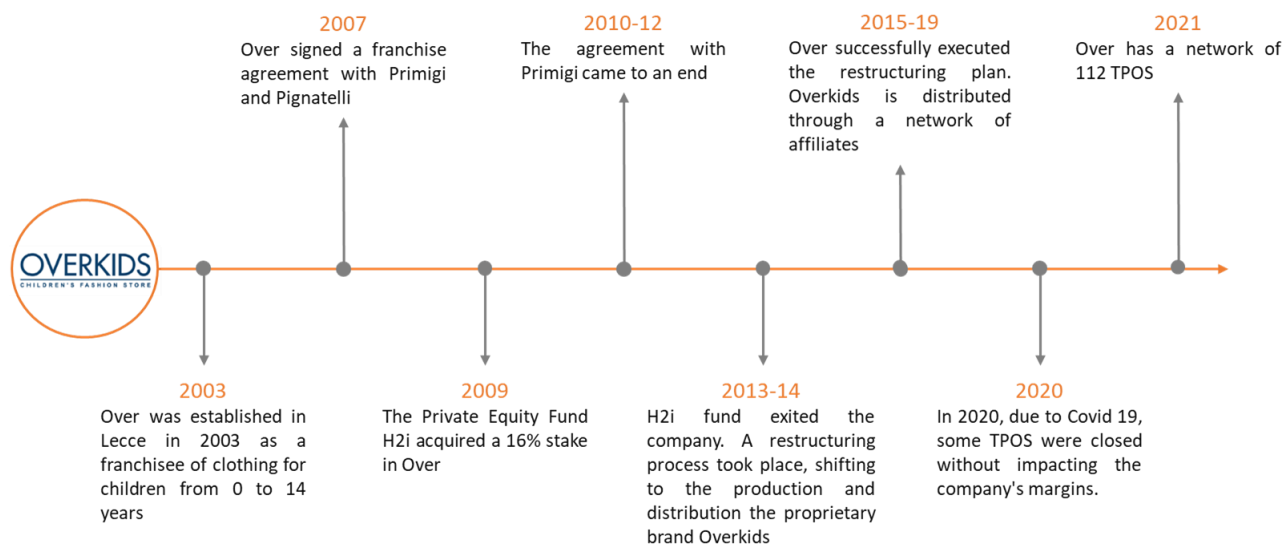 2007
Over signed a franchise
agreement with Primigi
and Pignatelli
2010-12
The agreement with
Primigi came to an end
2015-19
Over successfully executed
the restructuring plan.
Overkids is distributed
through a network of
affiliates
2021
Over has a network of
112 TPOS
OVERKIDS
CHILDREN'S FASHION STORE
2003
Over was established in
Lecce in 2003 as a
franchisee of clothing for
children from 0 to 14
years
2009
The Private Equity Fund
H2i acquired a 16% stake
in Over
2013-14
H2i fund exited the
company. A restructuring
process took place, shifting
to the production and
distribution the proprietary
brand Overkids
2020
In 2020, due to Covid 19,
some TPOS were closed
without impacting the
company's margins.